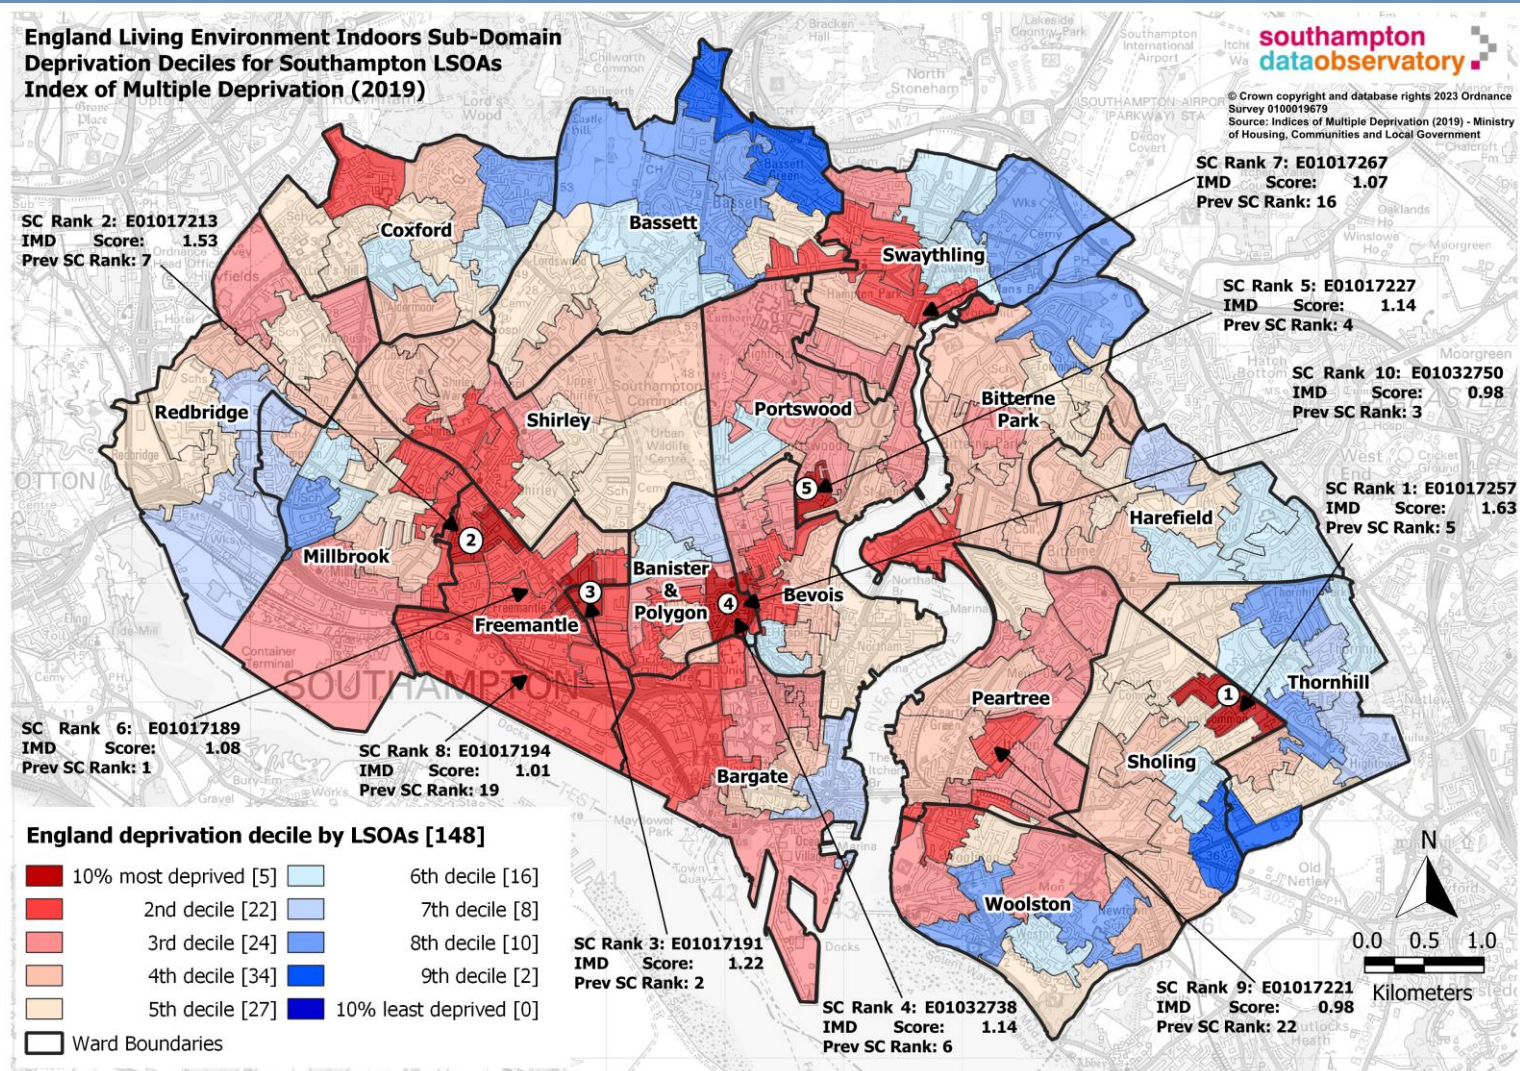 England Living Environment Indoors Sub-Domain
Deprivation Deciles for Southampton LSOAs
Index of Multiple Deprivation (2019)
southampton
dataobservatory
© Crown copyright and database rights 2023 Ordnance
Survey 0100019679
Source: Indices of Multiple Deprivation (2019) - Ministry
of Housing, Communities and Local Government
SC Rank 7: E01017267
IMD Score: 1.07
Prev SC Rank: 16
SC Rank 2: E01017213
IMD Score: 1.53
Prev SC Rank: 7
SC Rank 5: E01017227
IMD Score: 1.14
Prev SC Rank: 4
SC Rank 10: E01032750
IMD Score: 0.98
Prev SC Rank: 3
SC Rank 1: E01017257
IMD Score: 1.63
Prev SC Rank: 5
Coxford
Bassett
Swaythling
Redbridge
Shirley
Portswood
Bitterne
Park
Harefield
Millbrook
Banister
&
Polygon
Bevois
Freemantle
Peartree
Thornhill
Sholing
Bargate
Woolston
1
2
3
4
5
SOUTHAMPTON
Container
Terminal
SC Rank 6: E01017189
IMD Score: 1.08
Prev SC Rank: 1
SC Rank 8: E01017194
IMD Score: 1.01
Prev SC Rank: 19
SC Rank 3: E01017191
IMD Score: 1.22
Prev SC Rank: 2
SC Rank 4: E01032738
IMD Score: 1.14
Prev SC Rank: 6
SC Rank 9: E01017221
IMD Score: 0.98
Prev SC Rank: 22
England deprivation decile by LSOAs [148]
10% most deprived [5]
2nd decile [22]
3rd decile [24]
4th decile [34]
5th decile [27]
6th decile [16]
7th decile [8]
8th decile [10]
9th decile [2]
10% least deprived [0]
Ward Boundaries
N
0.0 0.5 1.0
Kilometers